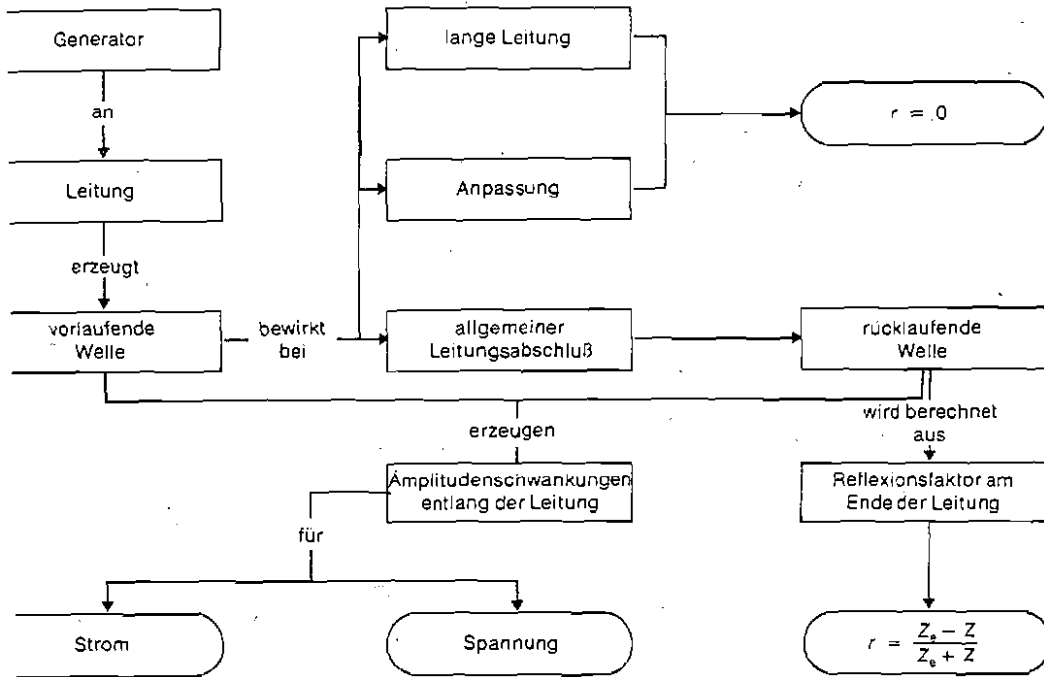 Generator
lange Leitung
an
r = 0
Leitung
Anpassung
erzeugt
vorlaufende
Welle
bewirkt
bei
allgemeiner
Leitungsabschluß
rücklaufende
Welle
erzeugen
wird berechnet
aus
Amplitudenschwankungen
entlang der Leitung
Reflexionsfaktor am
Ende der Leitung
für
Strom
Spannung
r = \frac{Z_e - Z}{Z_e + Z}